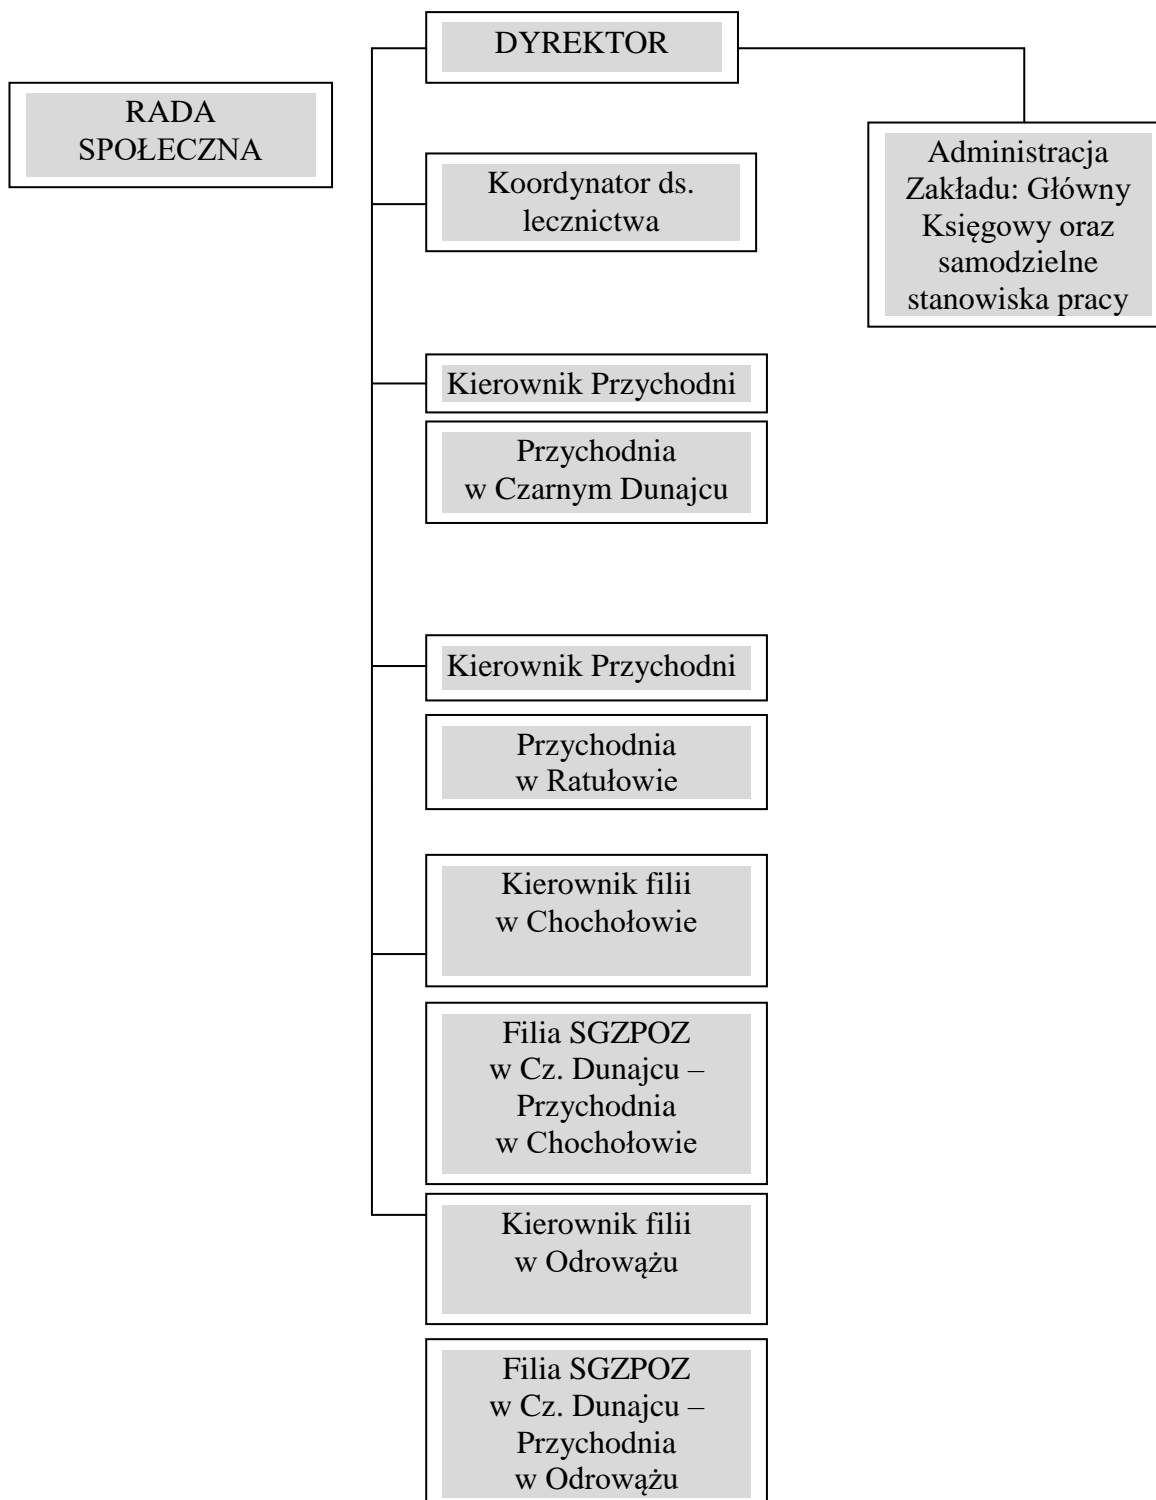 DYREKTOR
RADA
SPOŁECZNA
Administracja
Zakładu: Główny
Księgowy oraz
samodzielne
stanowiska pracy
Koordynator ds.
lecznictwa
Kierownik Przychodni
Przychodnia
w Czarnym Dunajcu
Kierownik Przychodni
Przychodnia
w Ratułowie
Kierownik filii
w Chochołowie
Filia SGZPOZ
w Cz. Dunajcu –
Przychodnia
w Chochołowie
Kierownik filii
w Odrowążu
Filia SGZPOZ
w Cz. Dunajcu –
Przychodnia
w Odrowążu